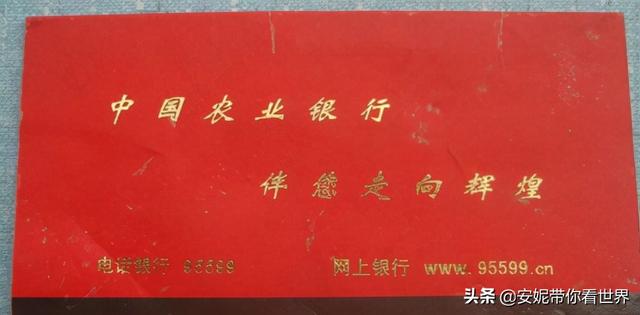 中国农业银行
伴您走向辉煌
电话银行 95599 网上银行 www.95599.cn
头条 @安妮带你看世界